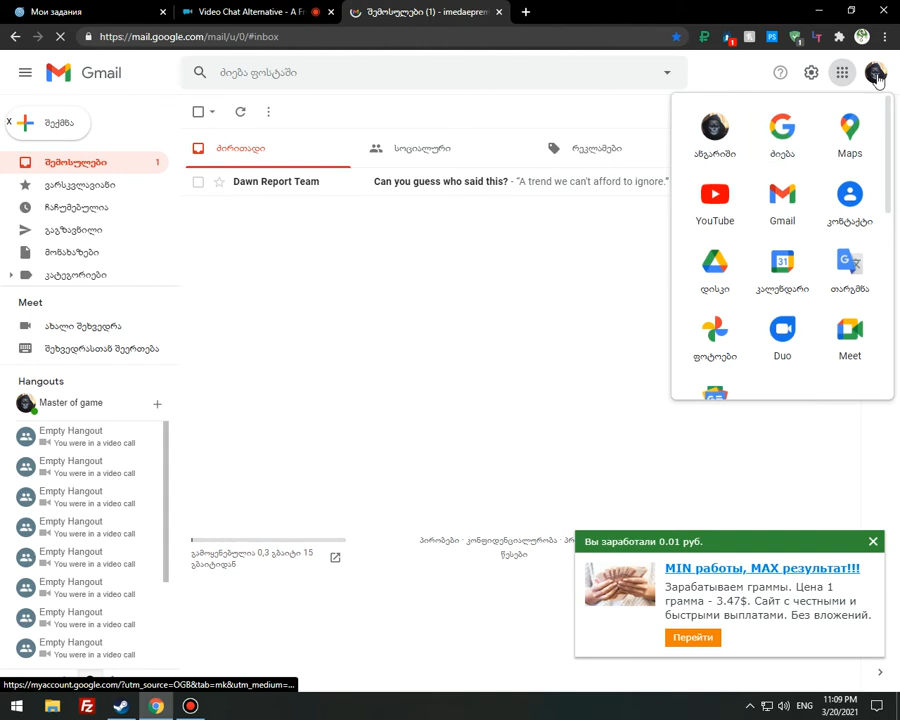 Мои задания
Video Chat Alternative - A F
შემოსულები (1) - imedaeprem
https://mail.google.com/mail/u/0/#inbox
Gmail
ძიება ფოსტაში
X
შექმნა
ძირითადი
სოციალური
რეკლამები
Dawn Report Team
Can you guess who said this? - "A trend we can't afford to ignore."
შემოსულები
1
ვარსკვლავიანი
ჩაჩუმებულია
გაგზავნილი
მონახაზები
კატეგორიები
Meet
ახალი შეხვედრა
შეხვედრასთან შეერთება
Hangouts
Master of game
Empty Hangout
You were in a video call
Empty Hangout
You were in a video call
Empty Hangout
You were in a video call
Empty Hangout
You were in a video call
Empty Hangout
You were in a video call
Empty Hangout
You were in a video call
Empty Hangout
You were in a video call
Empty Hangout
You were in a video call
ანგარიში
ძიება
Maps
YouTube
Gmail
კონტაქტი
დისკი
კალენდარი
თარგმნა
ფოტოები
Duo
Meet
გამოყენებულია 0,3 გბაიტი 15
გბაიტიდან
პირობები · კონფიდენციალურობა · პრ
წესები
Вы заработали 0.01 руб.
MIN работы, MAX результат!!!
Зарабатываем граммы. Цена 1
грамма - 3.47$. Сайт с честными и
быстрыми выплатами. Без вложений.
Перейти
https://myaccount.google.com/?utm_source=OGB&tab=mk&utm_medium=...
ENG
11:09 PM
3/20/2021